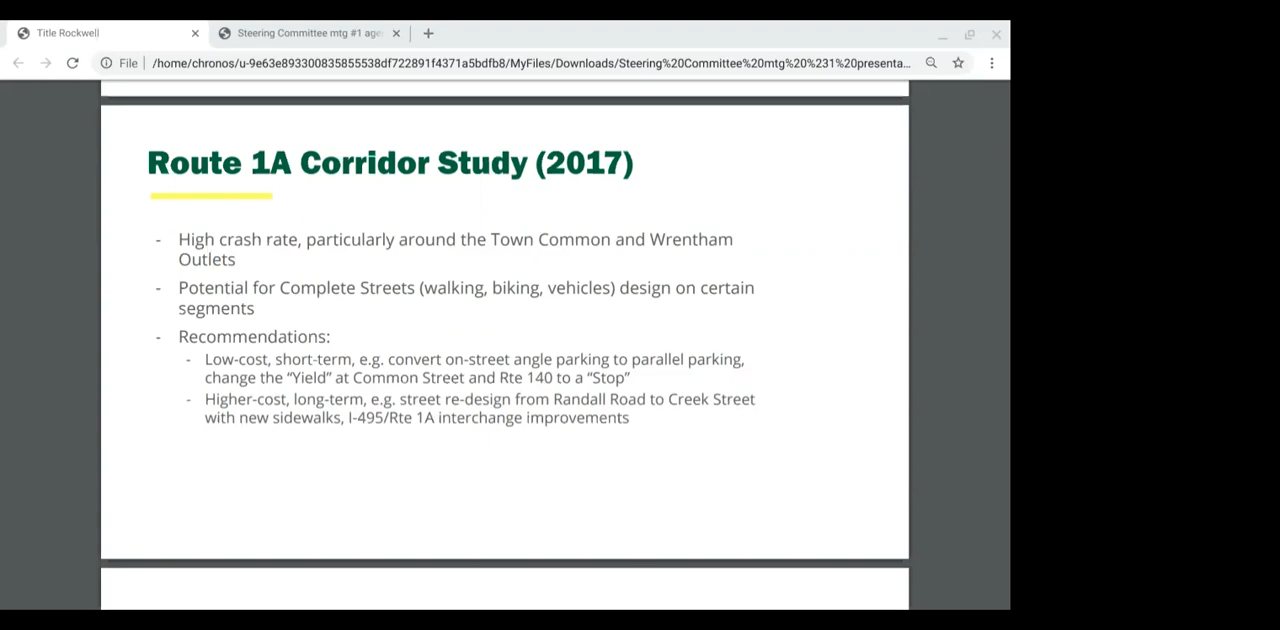 Title Rockwell
Steering Committee mtg #1 age
File
/home/chronos/u-9e63e893300835855538df722891f4371a5bdfb8/MyFiles/Downloads/Steering%20Committee%20mtg%20%231%20presenta...
Route 1A Corridor Study (2017)
- High crash rate, particularly around the Town Common and Wrentham
Outlets
- Potential for Complete Streets (walking, biking, vehicles) design on certain
segments
- Recommendations:
- Low-cost, short-term, e.g. convert on-street angle parking to parallel parking,
change the “Yield” at Common Street and Rte 140 to a “Stop”
- Higher-cost, long-term, e.g. street re-design from Randall Road to Creek Street
with new sidewalks, I-495/Rte 1A interchange improvements